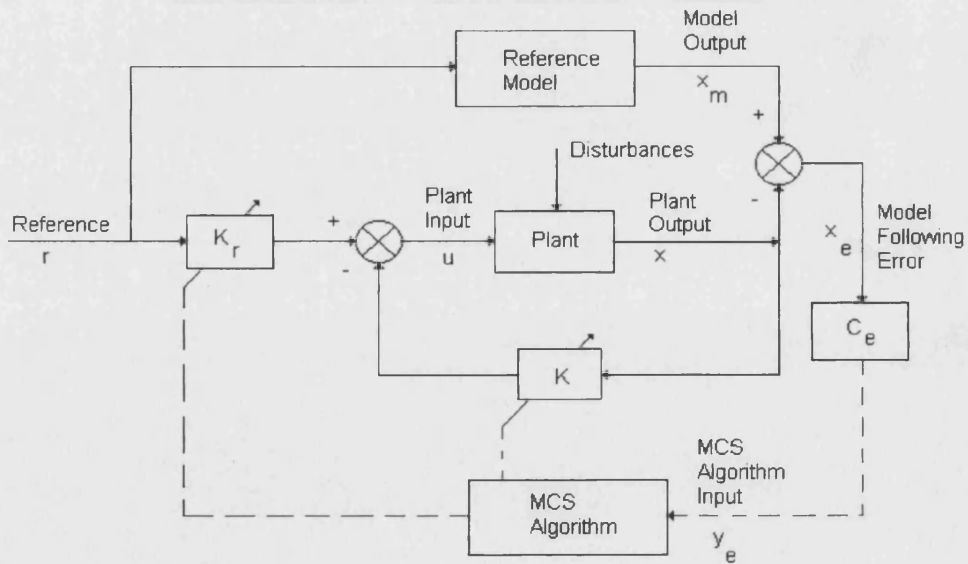 Model
Output
Reference
Model
x
m
+
Disturbances
-
Reference
r
K
r
+
-
Plant
Input
u
Plant
Plant
Output
x
x
e
Model
Following
Error
C
e
K
MCS
Algorithm
MCS
Algorithm
Input
y
e